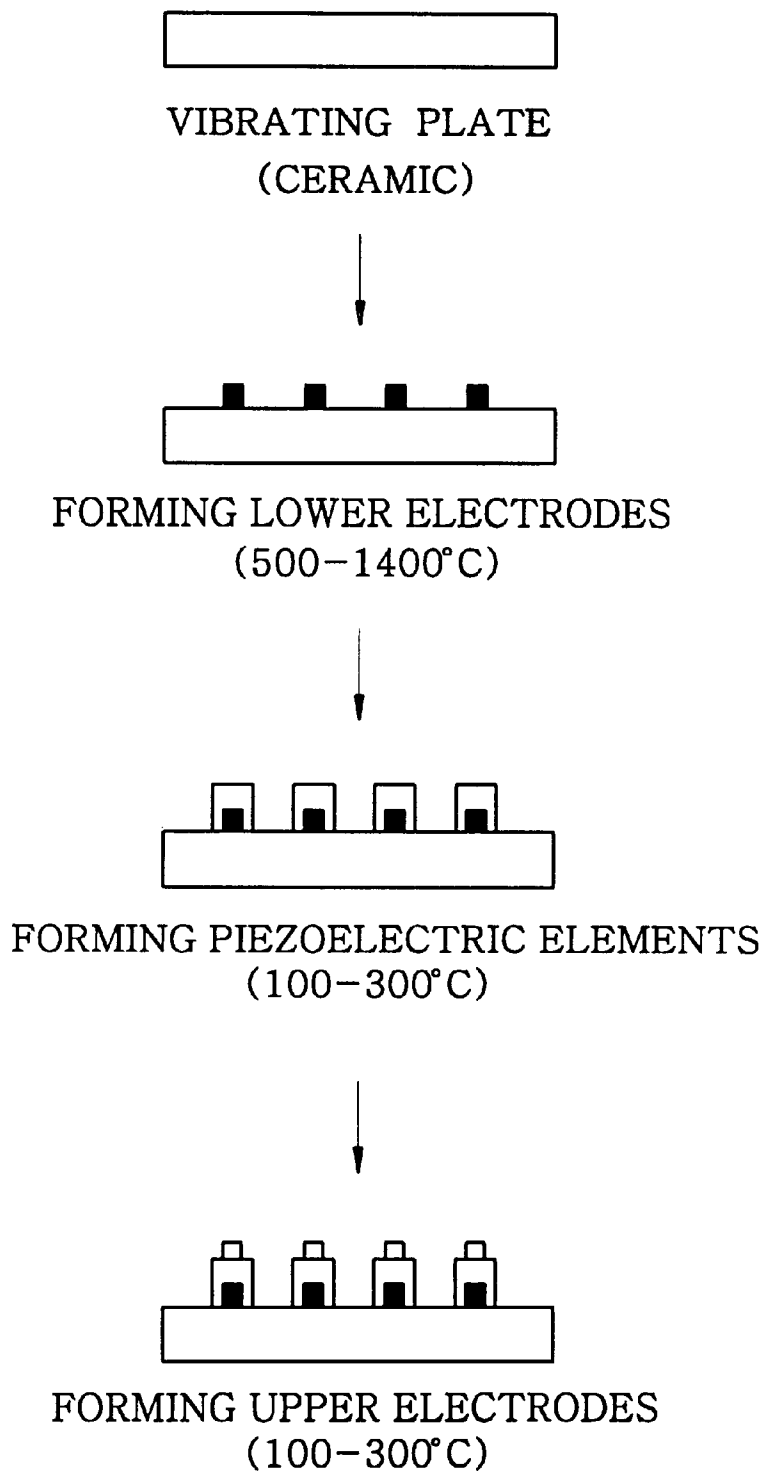 VIBRATING PLATE
(CERAMIC)
FORMING LOWER ELECTRODES
(500-1400°C)
FORMING PIEZOELECTRIC ELEMENTS
(100-300°C)
FORMING UPPER ELECTRODES
(100-300°C)